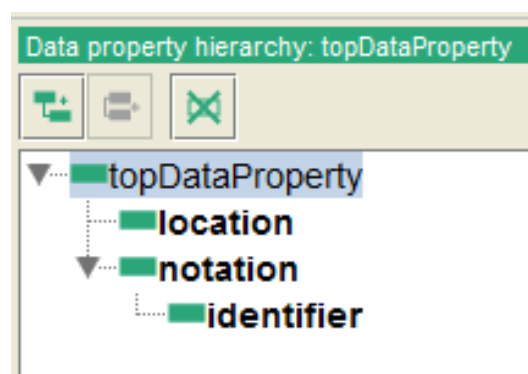 Data property hierarchy: topDataProperty
topDataProperty
location
notation
identifier